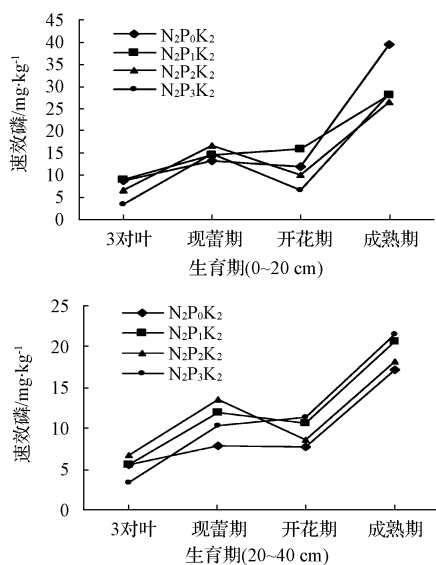 速效磷/mg·kg⁻¹
45
40
35
30
25
20
15
10
5
0
N₂P₀K₂
N₂P₁K₂
N₂P₂K₂
N₂P₃K₂
3对叶 现蕾期 开花期 成熟期
生育期(0~20 cm)
速效磷/mg·kg⁻¹
25
20
15
10
5
0
N₂P₀K₂
N₂P₁K₂
N₂P₂K₂
N₂P₃K₂
3对叶 现蕾期 开花期 成熟期
生育期(20~40 cm)